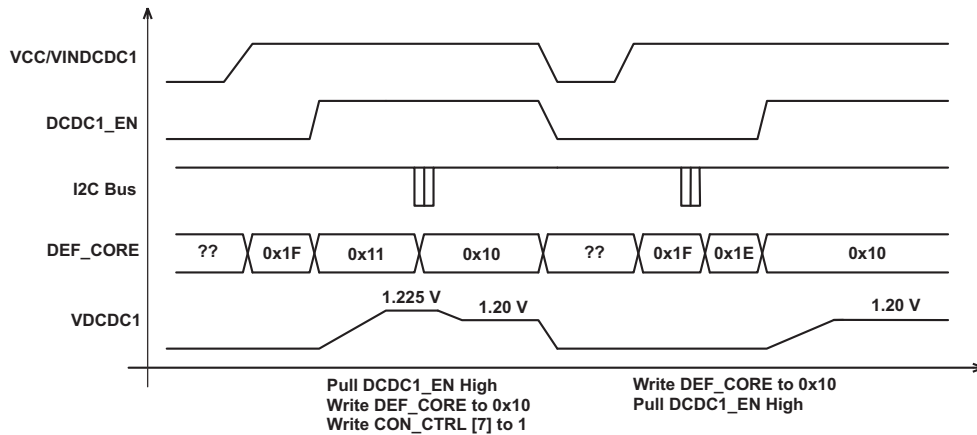 VCC/VINDCDC1
DCDC1_EN
I2C Bus
DEF_CORE ?? 0x1F 0x11 0x10 ?? 0x1F 0x1E 0x10
1.225 V 1.20 V 1.20 V
VDCDC1
Pull DCDC1_EN High
Write DEF_CORE to 0x10
Write CON_CTRL [7] to 1
Write DEF_CORE to 0x10
Pull DCDC1_EN High